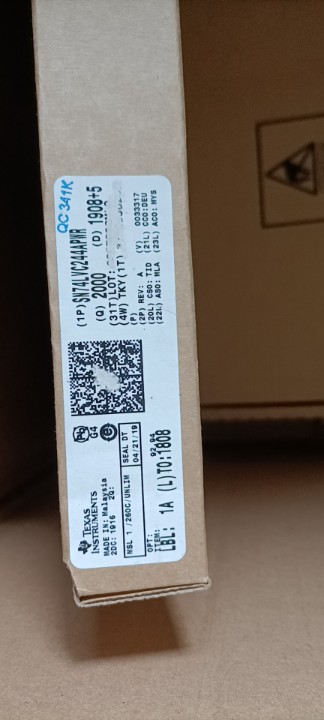 QC 341K
TEXAS
INSTRUMENTS
MADE IN: Malaysia
2DC: 1916 2Q:
G4
MSL 1 /260C/UNLIM
SEAL DT
04/21/19
OPT:
ITEM:
LBL: 1A (L)TO:1808
(1P) SN74LVC244APWR
(Q) 2000 (D) 1908+5
(31T)LOT:
(4W) TKY(1T)
(P)
(2P) REV: A (V) 0033317
(20L) CSO: TID (21L) CCO:DEU
(22L) ASO: MLA (23L) ACO: MYS